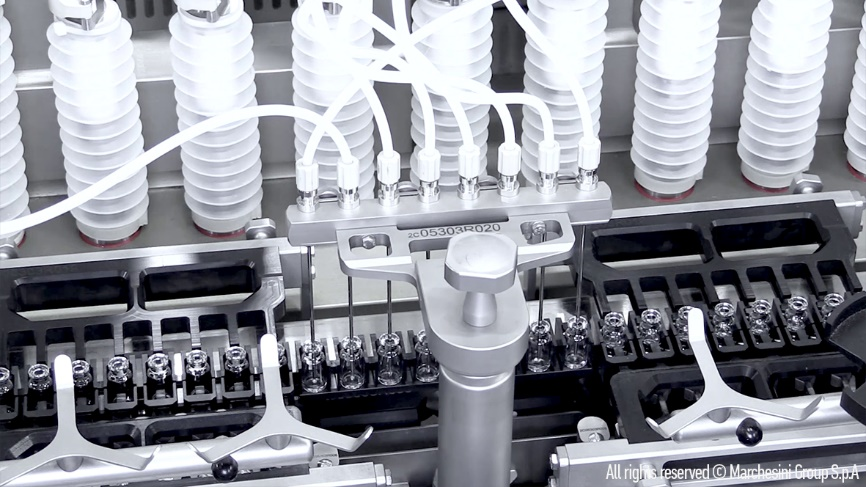 2C05303R020
All rights reserved © Marchesini Group S.p.A